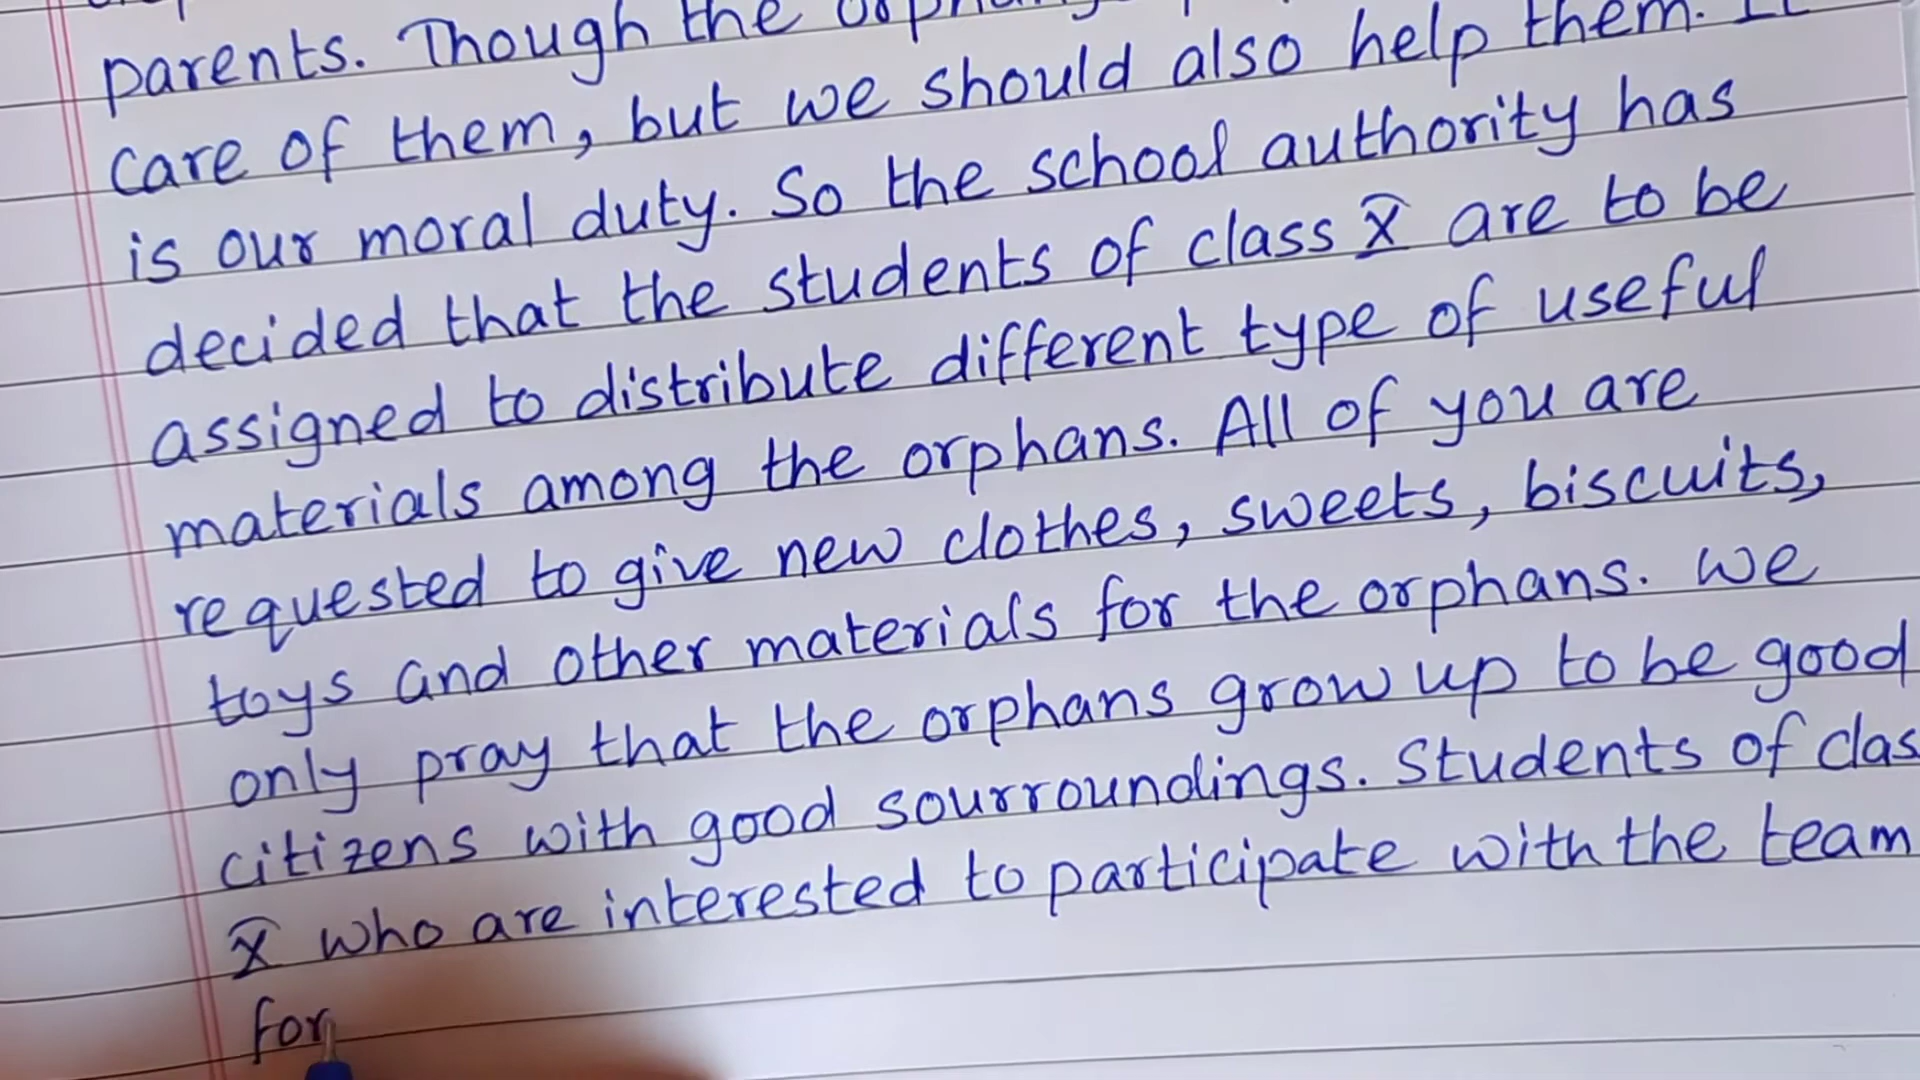 parents. Though the
care of them, but we should also help them. It
is our moral duty. So the school authority has
decided that the students of class X are to be
assigned to distribute different type of useful
materials among the orphans. All of you are
requested to give new clothes, sweets, biscuits,
toys and other materials for the orphans. We
only pray that the orphans grow up to be good
citizens with good sourroundings. Students of clas
X who are interested to participate with the team
for